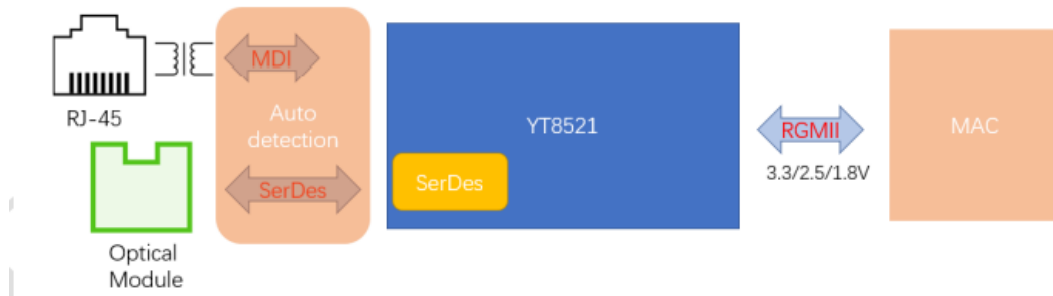 RJ-45
MDI
Auto
detection
SerDes
Optical
Module
YT8521
SerDes
RGMII
3.3/2.5/1.8V
MAC